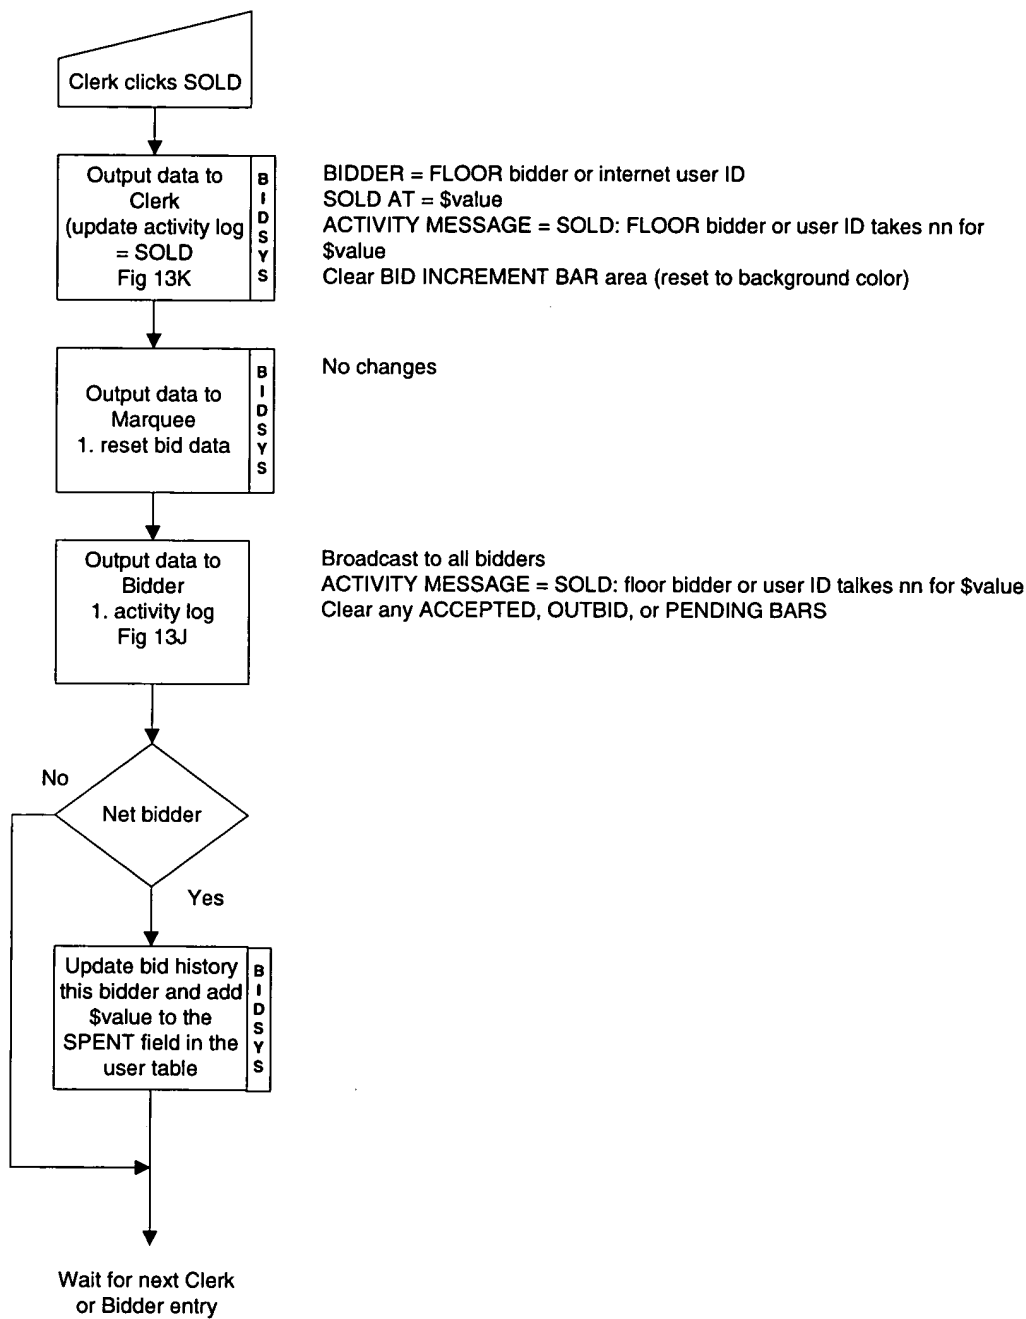 Clerk clicks SOLD
Output data to
Clerk
(update activity log
= SOLD
Fig 13K
BIDSYS
BIDDER = FLOOR bidder or internet user ID
SOLD AT = $value
ACTIVITY MESSAGE = SOLD: FLOOR bidder or user ID takes nn for
$value
Clear BID INCREMENT BAR area (reset to background color)
Output data to
Marquee
1. reset bid data
BIDSYS
No changes
Output data to
Bidder
1. activity log
Fig 13J
Broadcast to all bidders
ACTIVITY MESSAGE = SOLD: floor bidder or user ID talkes nn for $value
Clear any ACCEPTED, OUTBID, or PENDING BARS
No
Net bidder
Yes
Update bid history
this bidder and add
$value to the
SPENT field in the
user table
BIDSYS
Wait for next Clerk
or Bidder entry